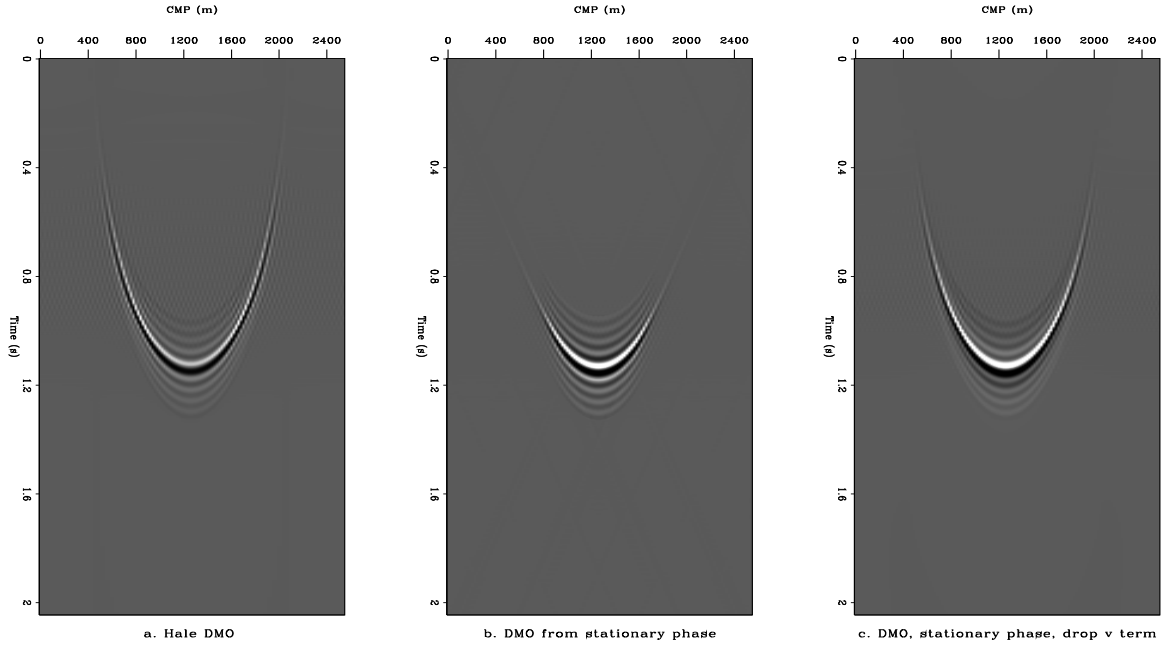 CMP (m)
0 400 800 1200 1600 2000 2400
0
0.4
0.8
1.2
1.6
2
Time (s)
a. Hale DMO
CMP (m)
0 400 800 1200 1600 2000 2400
0
0.4
0.8
1.2
1.6
2
Time (s)
b. DMO from stationary phase
CMP (m)
0 400 800 1200 1600 2000 2400
0
0.4
0.8
1.2
1.6
2
Time (s)
c. DMO, stationary phase, drop v term